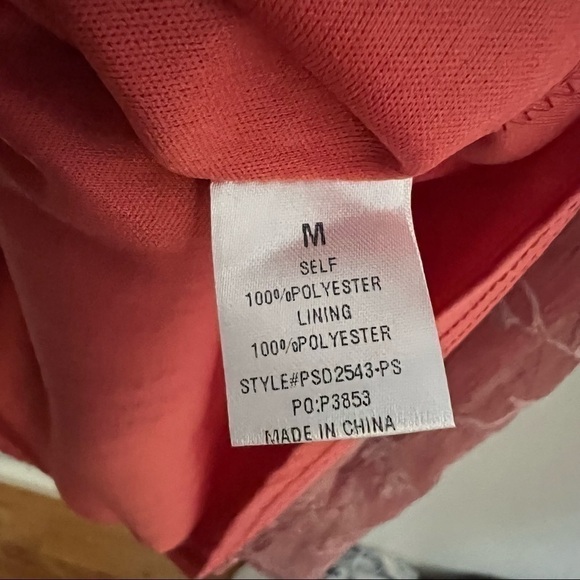 M
SELF
100%POLYESTER
LINING
100%POLYESTER
STYLE#PSD2543-PS
PO:P3853
MADE IN CHINA